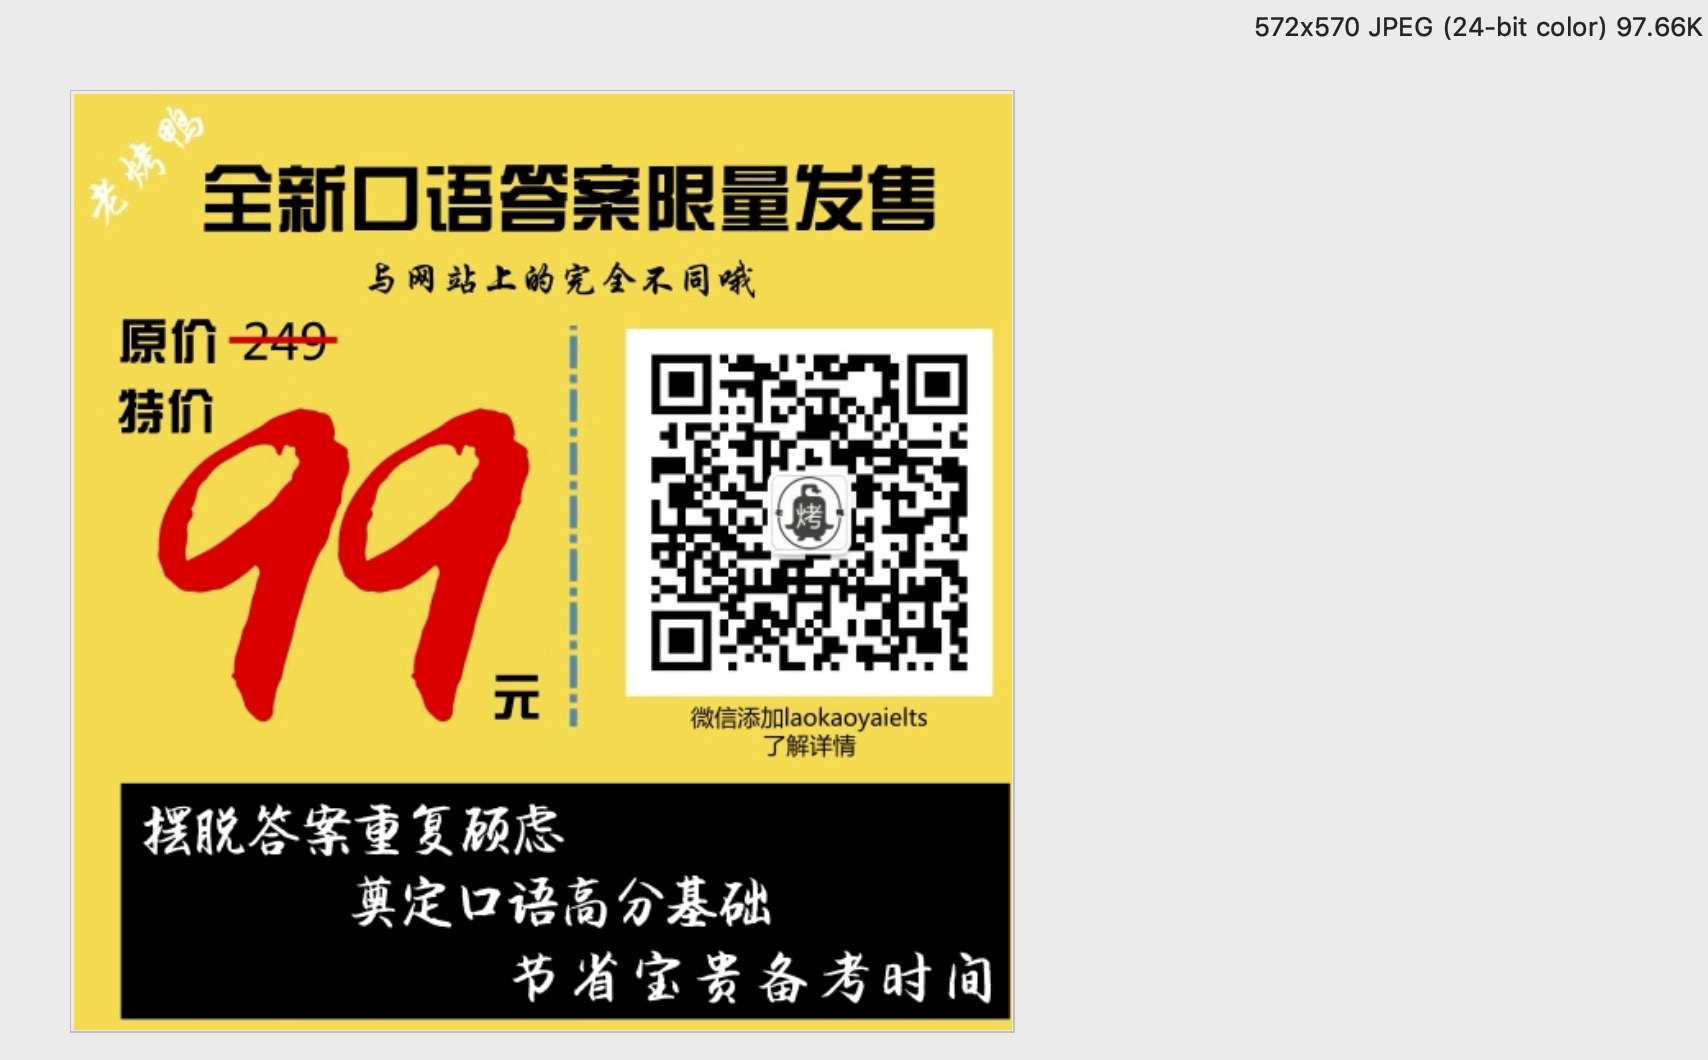 572x570 JPEG (24-bit color) 97.66K
老烤鸭
全新口语答案限量发售
与网站上的完全不同哦
原价 249
特价
99
元
烤
微信添加laokaoyaielts
了解详情
摆脱答案重复顾虑
奠定口语高分基础
节省宝贵备考时间